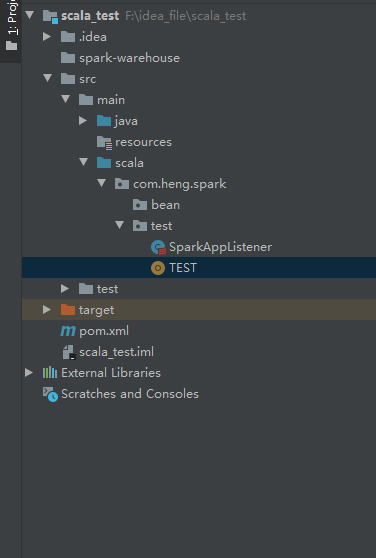 1: Proj
scala_test F:\idea_file\scala_test
.idea
spark-warehouse
src
main
java
resources
scala
com.heng.spark
bean
test
SparkAppListener
TEST
test
target
m pom.xml
scala_test.iml
External Libraries
Scratches and Consoles